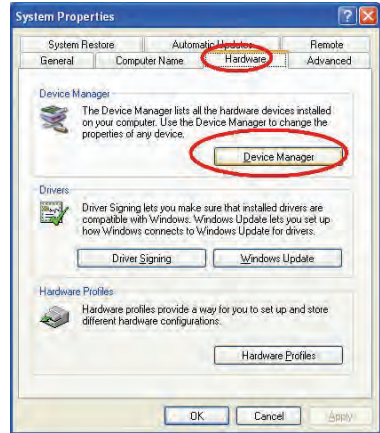 System Properties
System Restore Automatic Updates Remote
General Computer Name Hardware Advanced
Device Manager
The Device Manager lists all the hardware devices installed
on your computer. Use the Device Manager to change the
properties of any device.
Device Manager
Drivers
Driver Signing lets you make sure that installed drivers are
compatible with Windows. Windows Update lets you set up
how Windows connects to Windows Update for drivers.
Driver Signing Windows Update
Hardware Profiles
Hardware profiles provide a way for you to set up and store
different hardware configurations.
Hardware Profiles
OK Cancel Apply